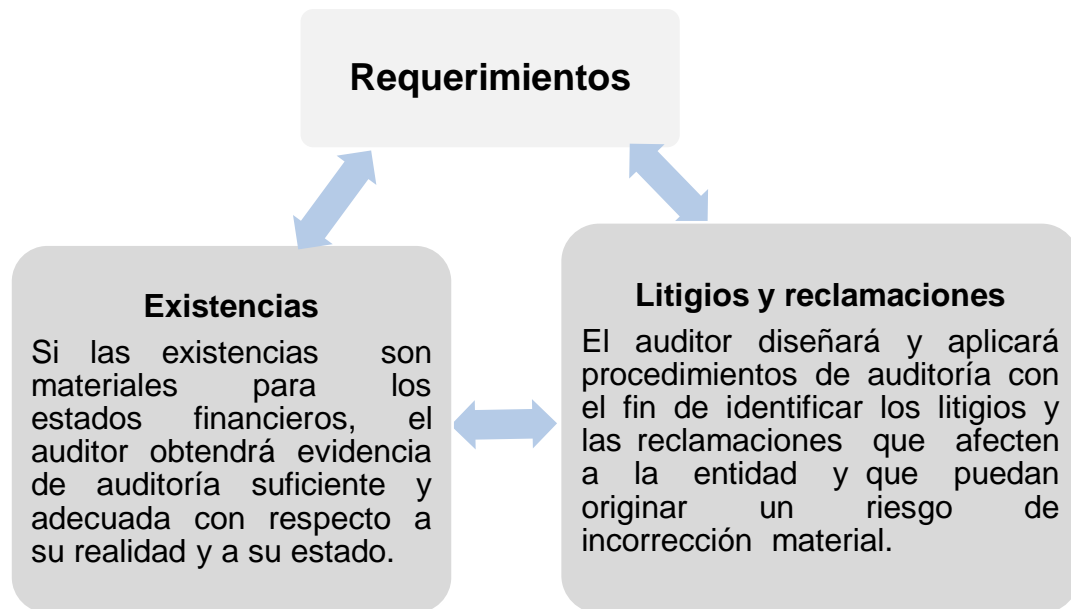 Requerimientos
Existencias
Si las existencias son
materiales para los
estados financieros, el
auditor obtendrá evidencia
de auditoría suficiente y
adecuada con respecto a
su realidad y a su estado.
Litigios y reclamaciones
El auditor diseñará y aplicará
procedimientos de auditoría con
el fin de identificar los litigios y
las reclamaciones que afecten
a la entidad y que puedan
originar un riesgo de
incorrección material.